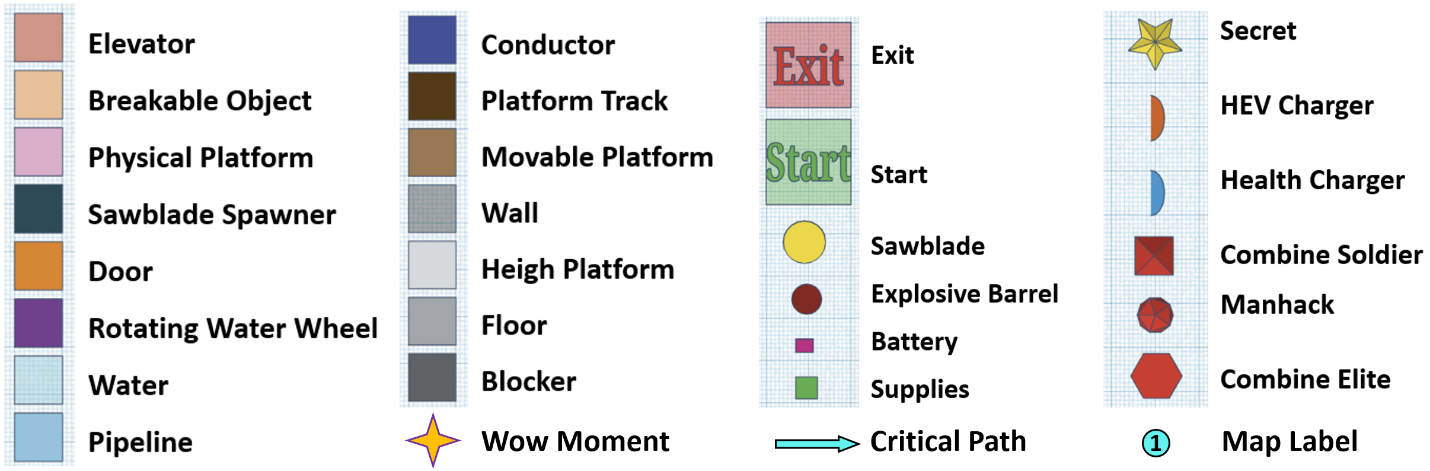 Elevator
Breakable Object
Physical Platform
Sawblade Spawner
Door
Rotating Water Wheel
Water
Pipeline
Conductor
Platform Track
Movable Platform
Wall
Heigh Platform
Floor
Blocker
Wow Moment
Exit
Exit
Start
Start
Sawblade
Explosive Barrel
Battery
Supplies
Critical Path
Secret
HEV Charger
Health Charger
Combine Soldier
Manhack
Combine Elite
1
Map Label